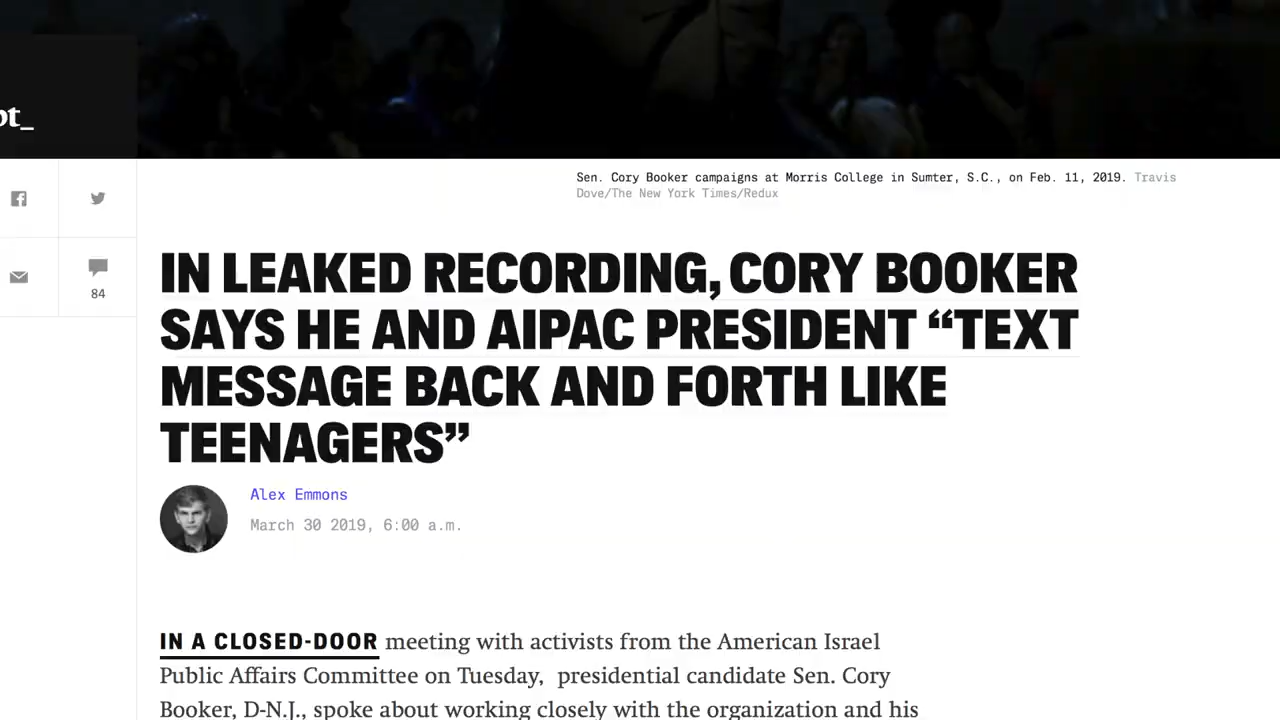 pt_
Sen. Cory Booker campaigns at Morris College in Sumter, S.C., on Feb. 11, 2019. Travis
Dove/The New York Times/Redux
84
IN LEAKED RECORDING, CORY BOOKER
SAYS HE AND AIPAC PRESIDENT “TEXT
MESSAGE BACK AND FORTH LIKE
TEENAGERS”
Alex Emmons
March 30 2019, 6:00 a.m.
IN A CLOSED-DOOR meeting with activists from the American Israel
Public Affairs Committee on Tuesday, presidential candidate Sen. Cory
Booker, D-N.J., spoke about working closely with the organization and his